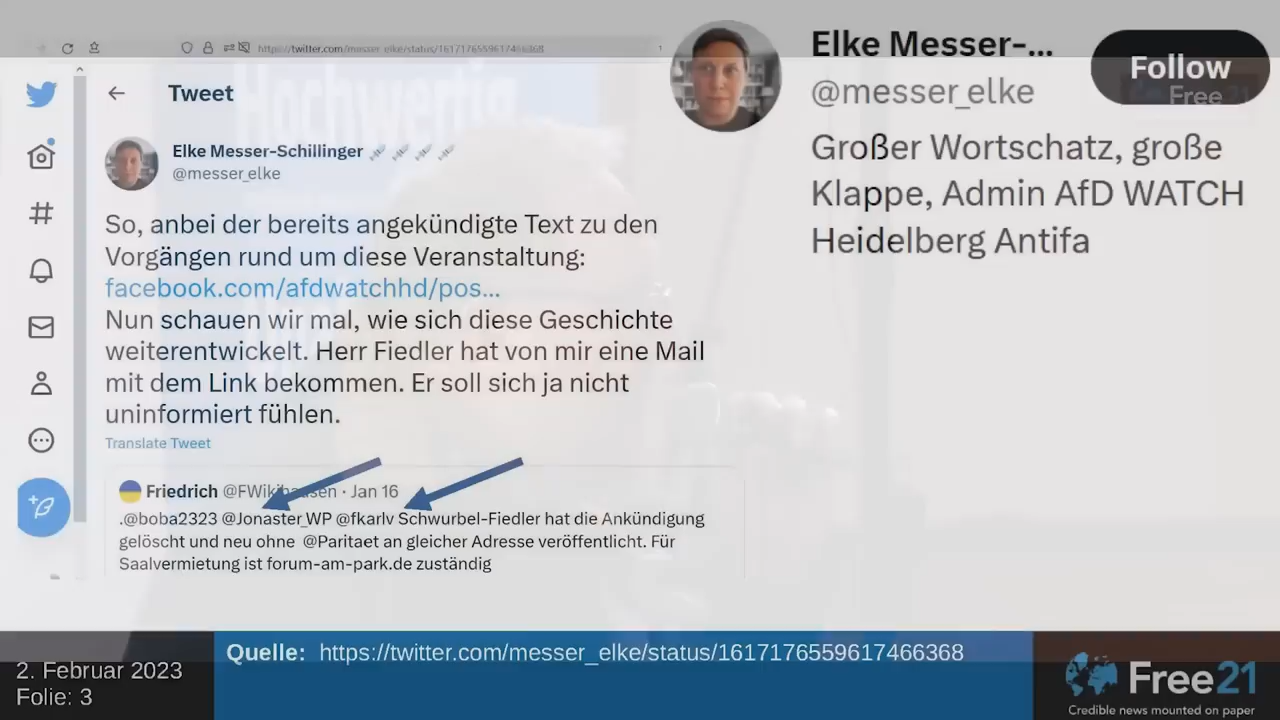 https://twitter.com/messer_elke/status/1617176559617466368
Tweet
Elke Messer-Schillinger
@messer_elke
So, anbei der bereits angekündigte Text zu den
Vorgängen rund um diese Veranstaltung:
facebook.com/afdwatchhd/pos...
Nun schauen wir mal, wie sich diese Geschichte
weiterentwickelt. Herr Fiedler hat von mir eine Mail
mit dem Link bekommen. Er soll sich ja nicht
uninformiert fühlen.
Translate Tweet
Friedrich @FWikihausen · Jan 16
.@boba2323 @Jonaster_WP @fkarlv Schwurbel-Fiedler hat die Ankündigung
gelöscht und neu ohne @Paritaet an gleicher Adresse veröffentlicht. Für
Saalvermietung ist forum-am-park.de zuständig
Elke Messer-...
@messer_elke
Follow
Free21
Großer Wortschatz, große
Klappe, Admin AfD WATCH
Heidelberg Antifa
2. Februar 2023
Folie: 3
Quelle: https://twitter.com/messer_elke/status/1617176559617466368
Free21
Credible news mounted on paper